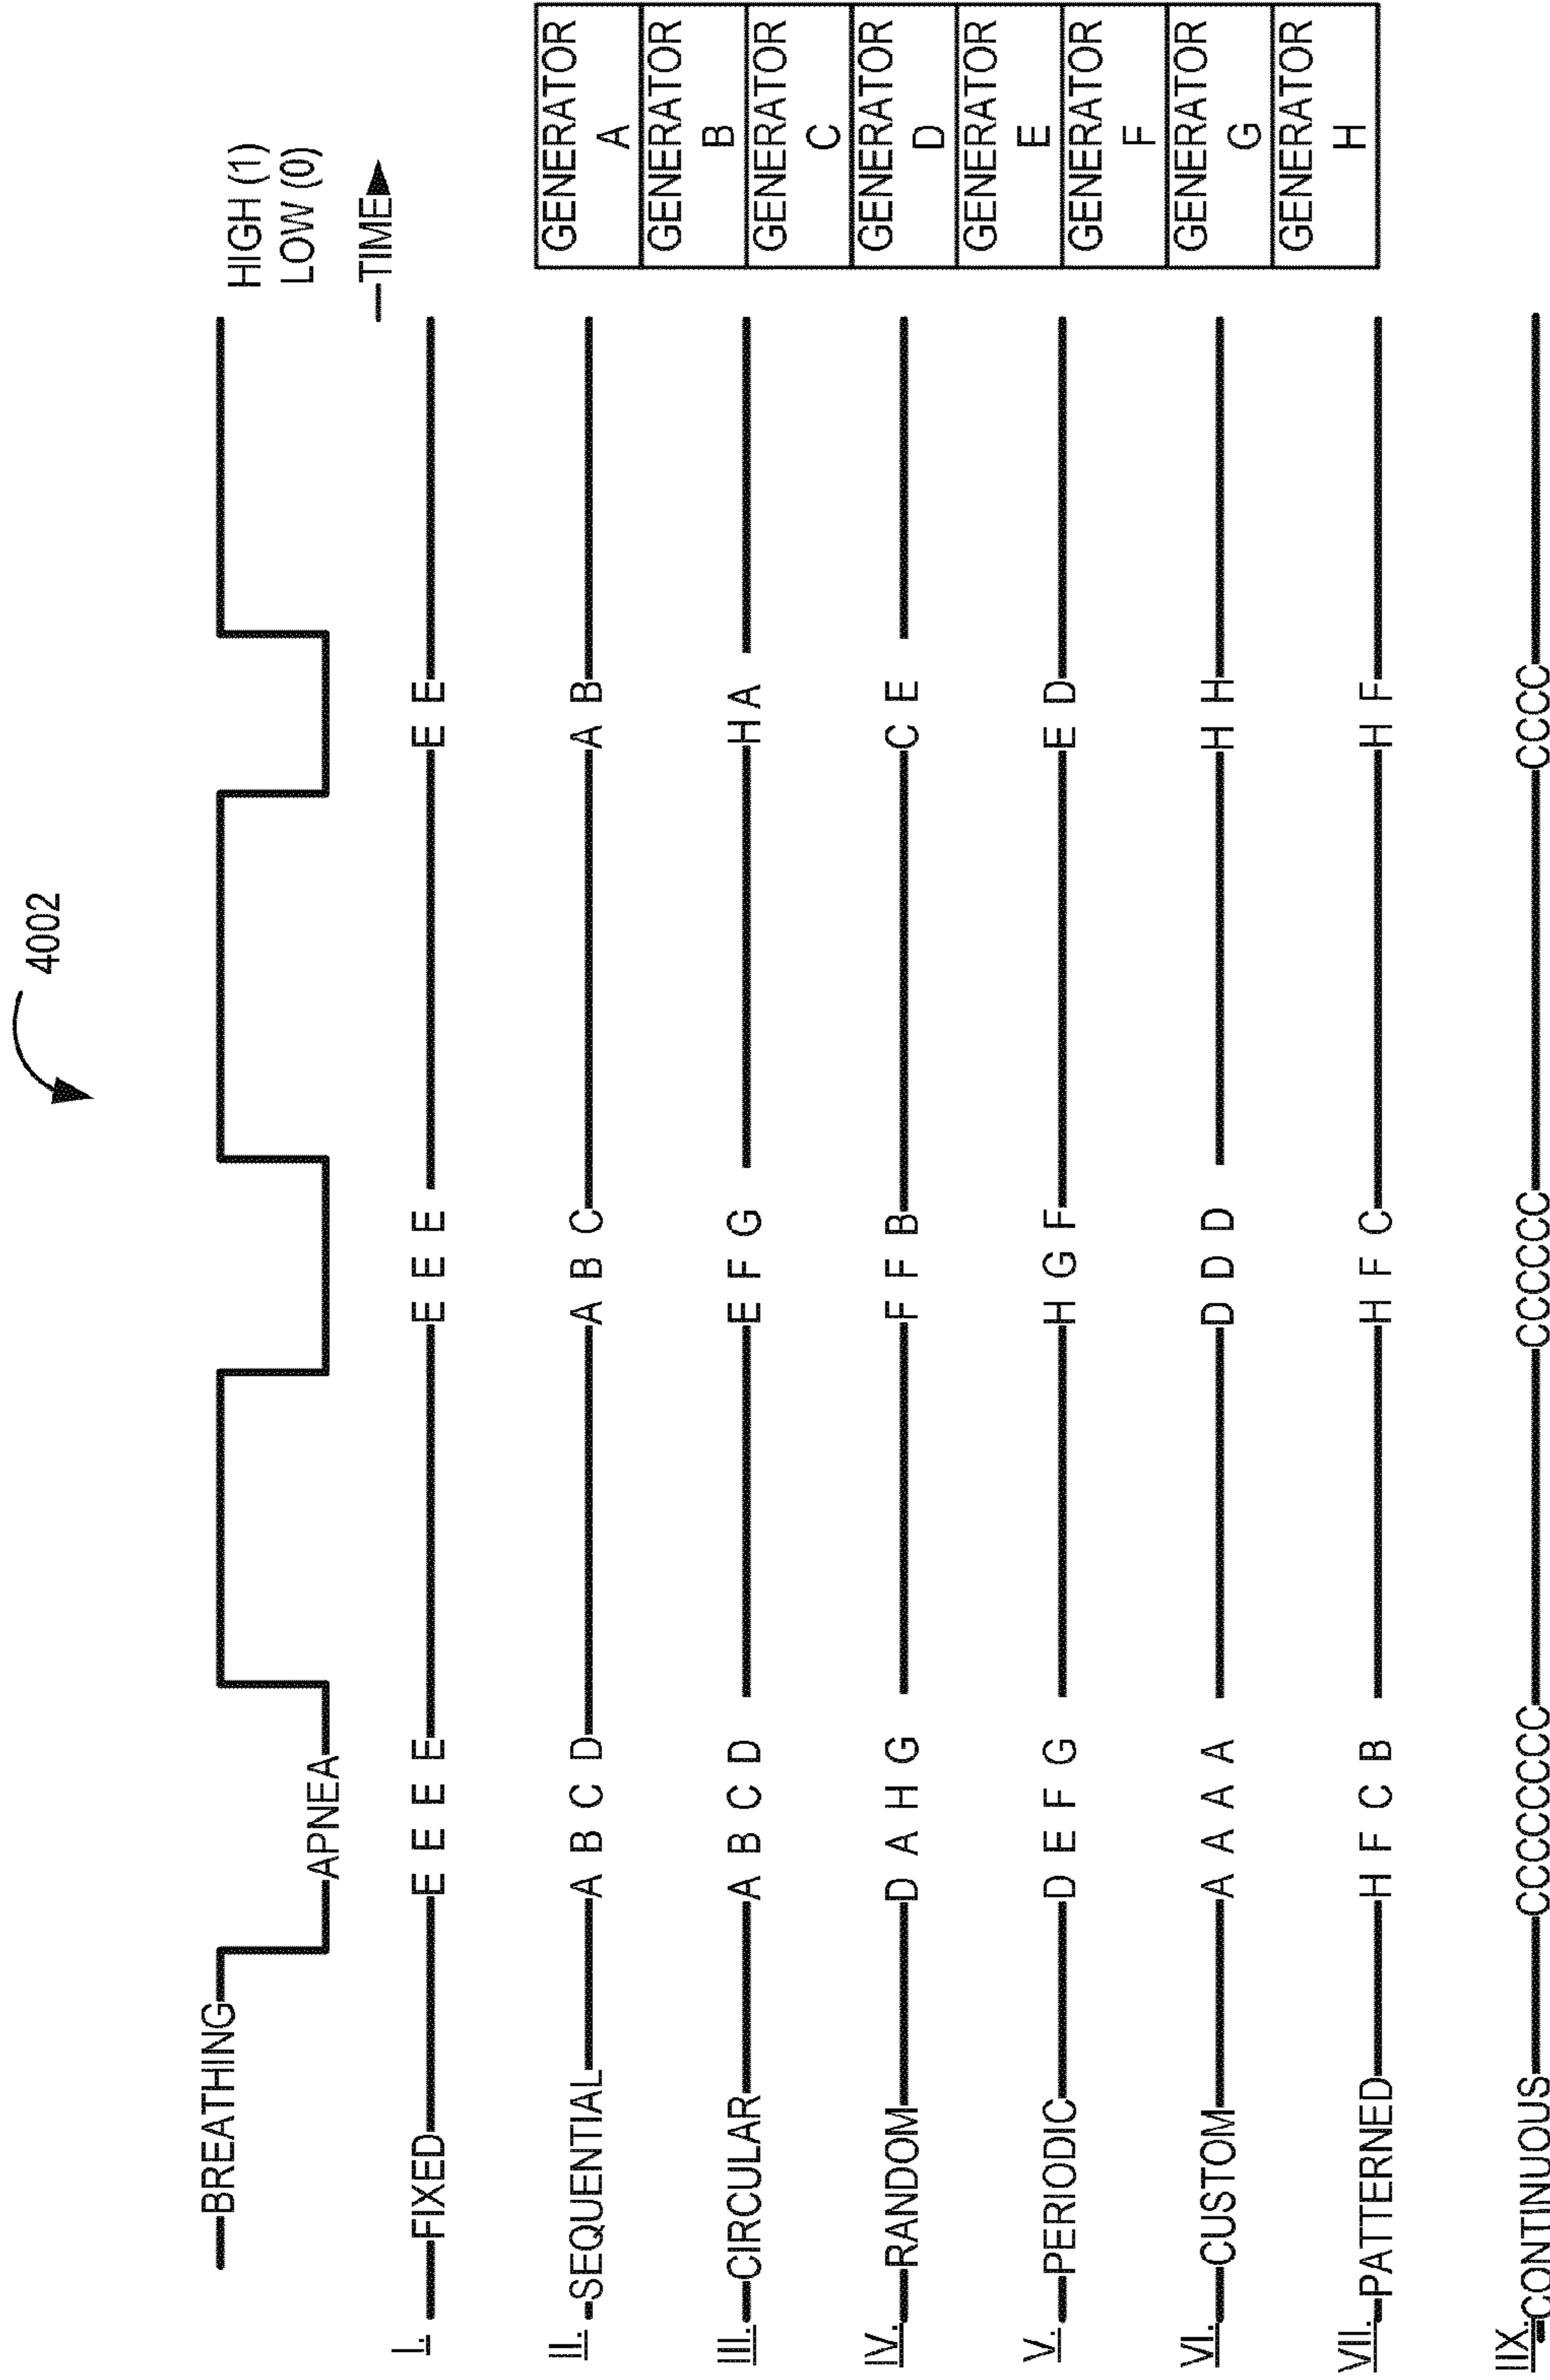 4002
BREATHING
APNEA
HIGH (1)
LOW (0)
TIME
I. FIXED E E E E E E E E E
II. SEQUENTIAL A B C D A B C A B
III. CIRCULAR A B C D E F G H A
IV. RANDOM D A H G F F B C E
V. PERIODIC D E F G H G F E D
VI. CUSTOM A A A A D D D H H
VII. PATTERNED H F C B H F C H F
IIX. CONTINUOUS CCCCCCCC CCCCCC CCCC
GENERATOR
A
GENERATOR
B
GENERATOR
C
GENERATOR
D
GENERATOR
E
GENERATOR
F
GENERATOR
G
GENERATOR
H